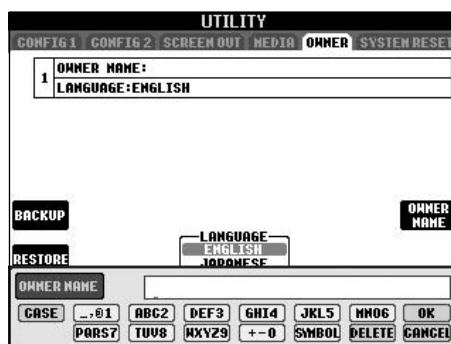 UTILITY
CONFIG 1 CONFIG 2 SCREEN OUT MEDIA OWNER SYSTEM RESET
1 OWNER NAME:
LANGUAGE:ENGLISH
BACKUP
OWNER NAME
LANGUAGE
ENGLISH
RESTORE
JAPANESE
OWNER NAME
CASE _,@1 ABC2 DEF3 GHI4 JKL5 MNO6 OK
PQRS7 TUV8 WXYZ9 +-0 SYMBOL DELETE CANCEL